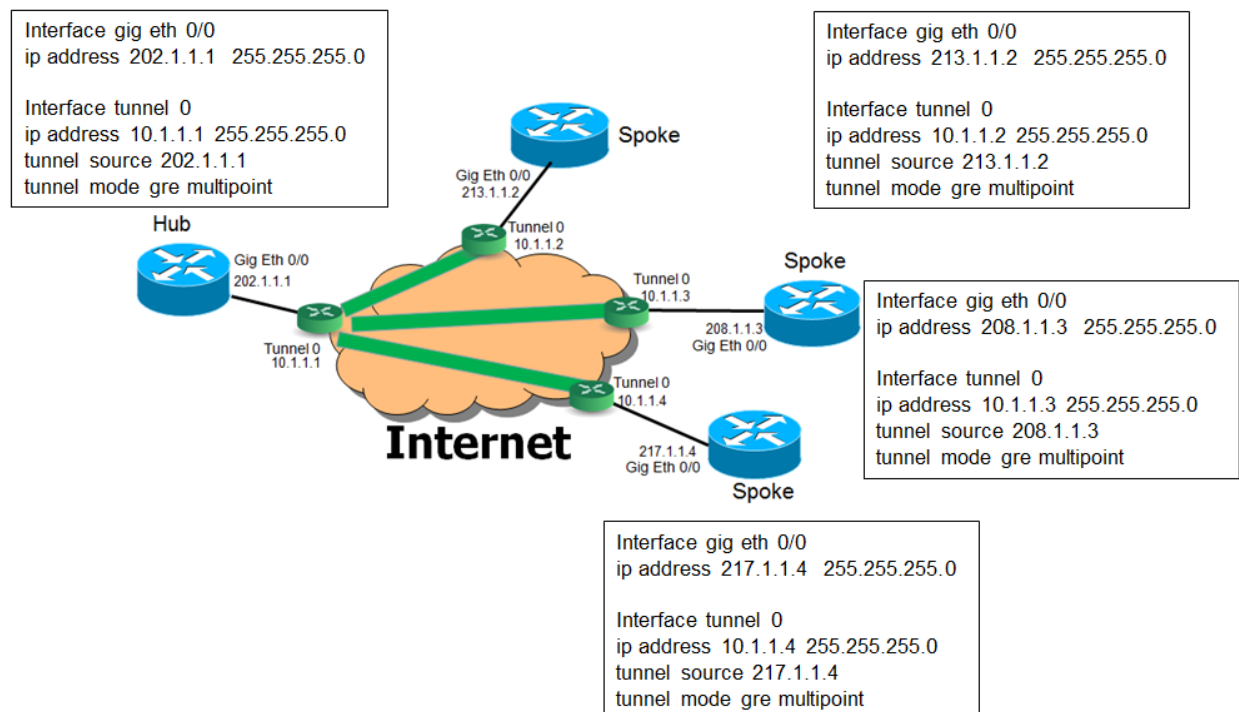 Interface gig eth 0/0
ip address 202.1.1.1 255.255.255.0
Interface tunnel 0
ip address 10.1.1.1 255.255.255.0
tunnel source 202.1.1.1
tunnel mode gre multipoint
Interface gig eth 0/0
ip address 213.1.1.2 255.255.255.0
Interface tunnel 0
ip address 10.1.1.2 255.255.255.0
tunnel source 213.1.1.2
tunnel mode gre multipoint
Spoke
Gig Eth 0/0
213.1.1.2
Tunnel 0
10.1.1.2
Hub
Gig Eth 0/0
202.1.1.1
Tunnel 0
10.1.1.1
Tunnel 0
10.1.1.3
Spoke
208.1.1.3
Gig Eth 0/0
Interface gig eth 0/0
ip address 208.1.1.3 255.255.255.0
Interface tunnel 0
ip address 10.1.1.3 255.255.255.0
tunnel source 208.1.1.3
tunnel mode gre multipoint
Tunnel 0
10.1.1.4
Internet
217.1.1.4
Gig Eth 0/0
Spoke
Interface gig eth 0/0
ip address 217.1.1.4 255.255.255.0
Interface tunnel 0
ip address 10.1.1.4 255.255.255.0
tunnel source 217.1.1.4
tunnel mode gre multipoint